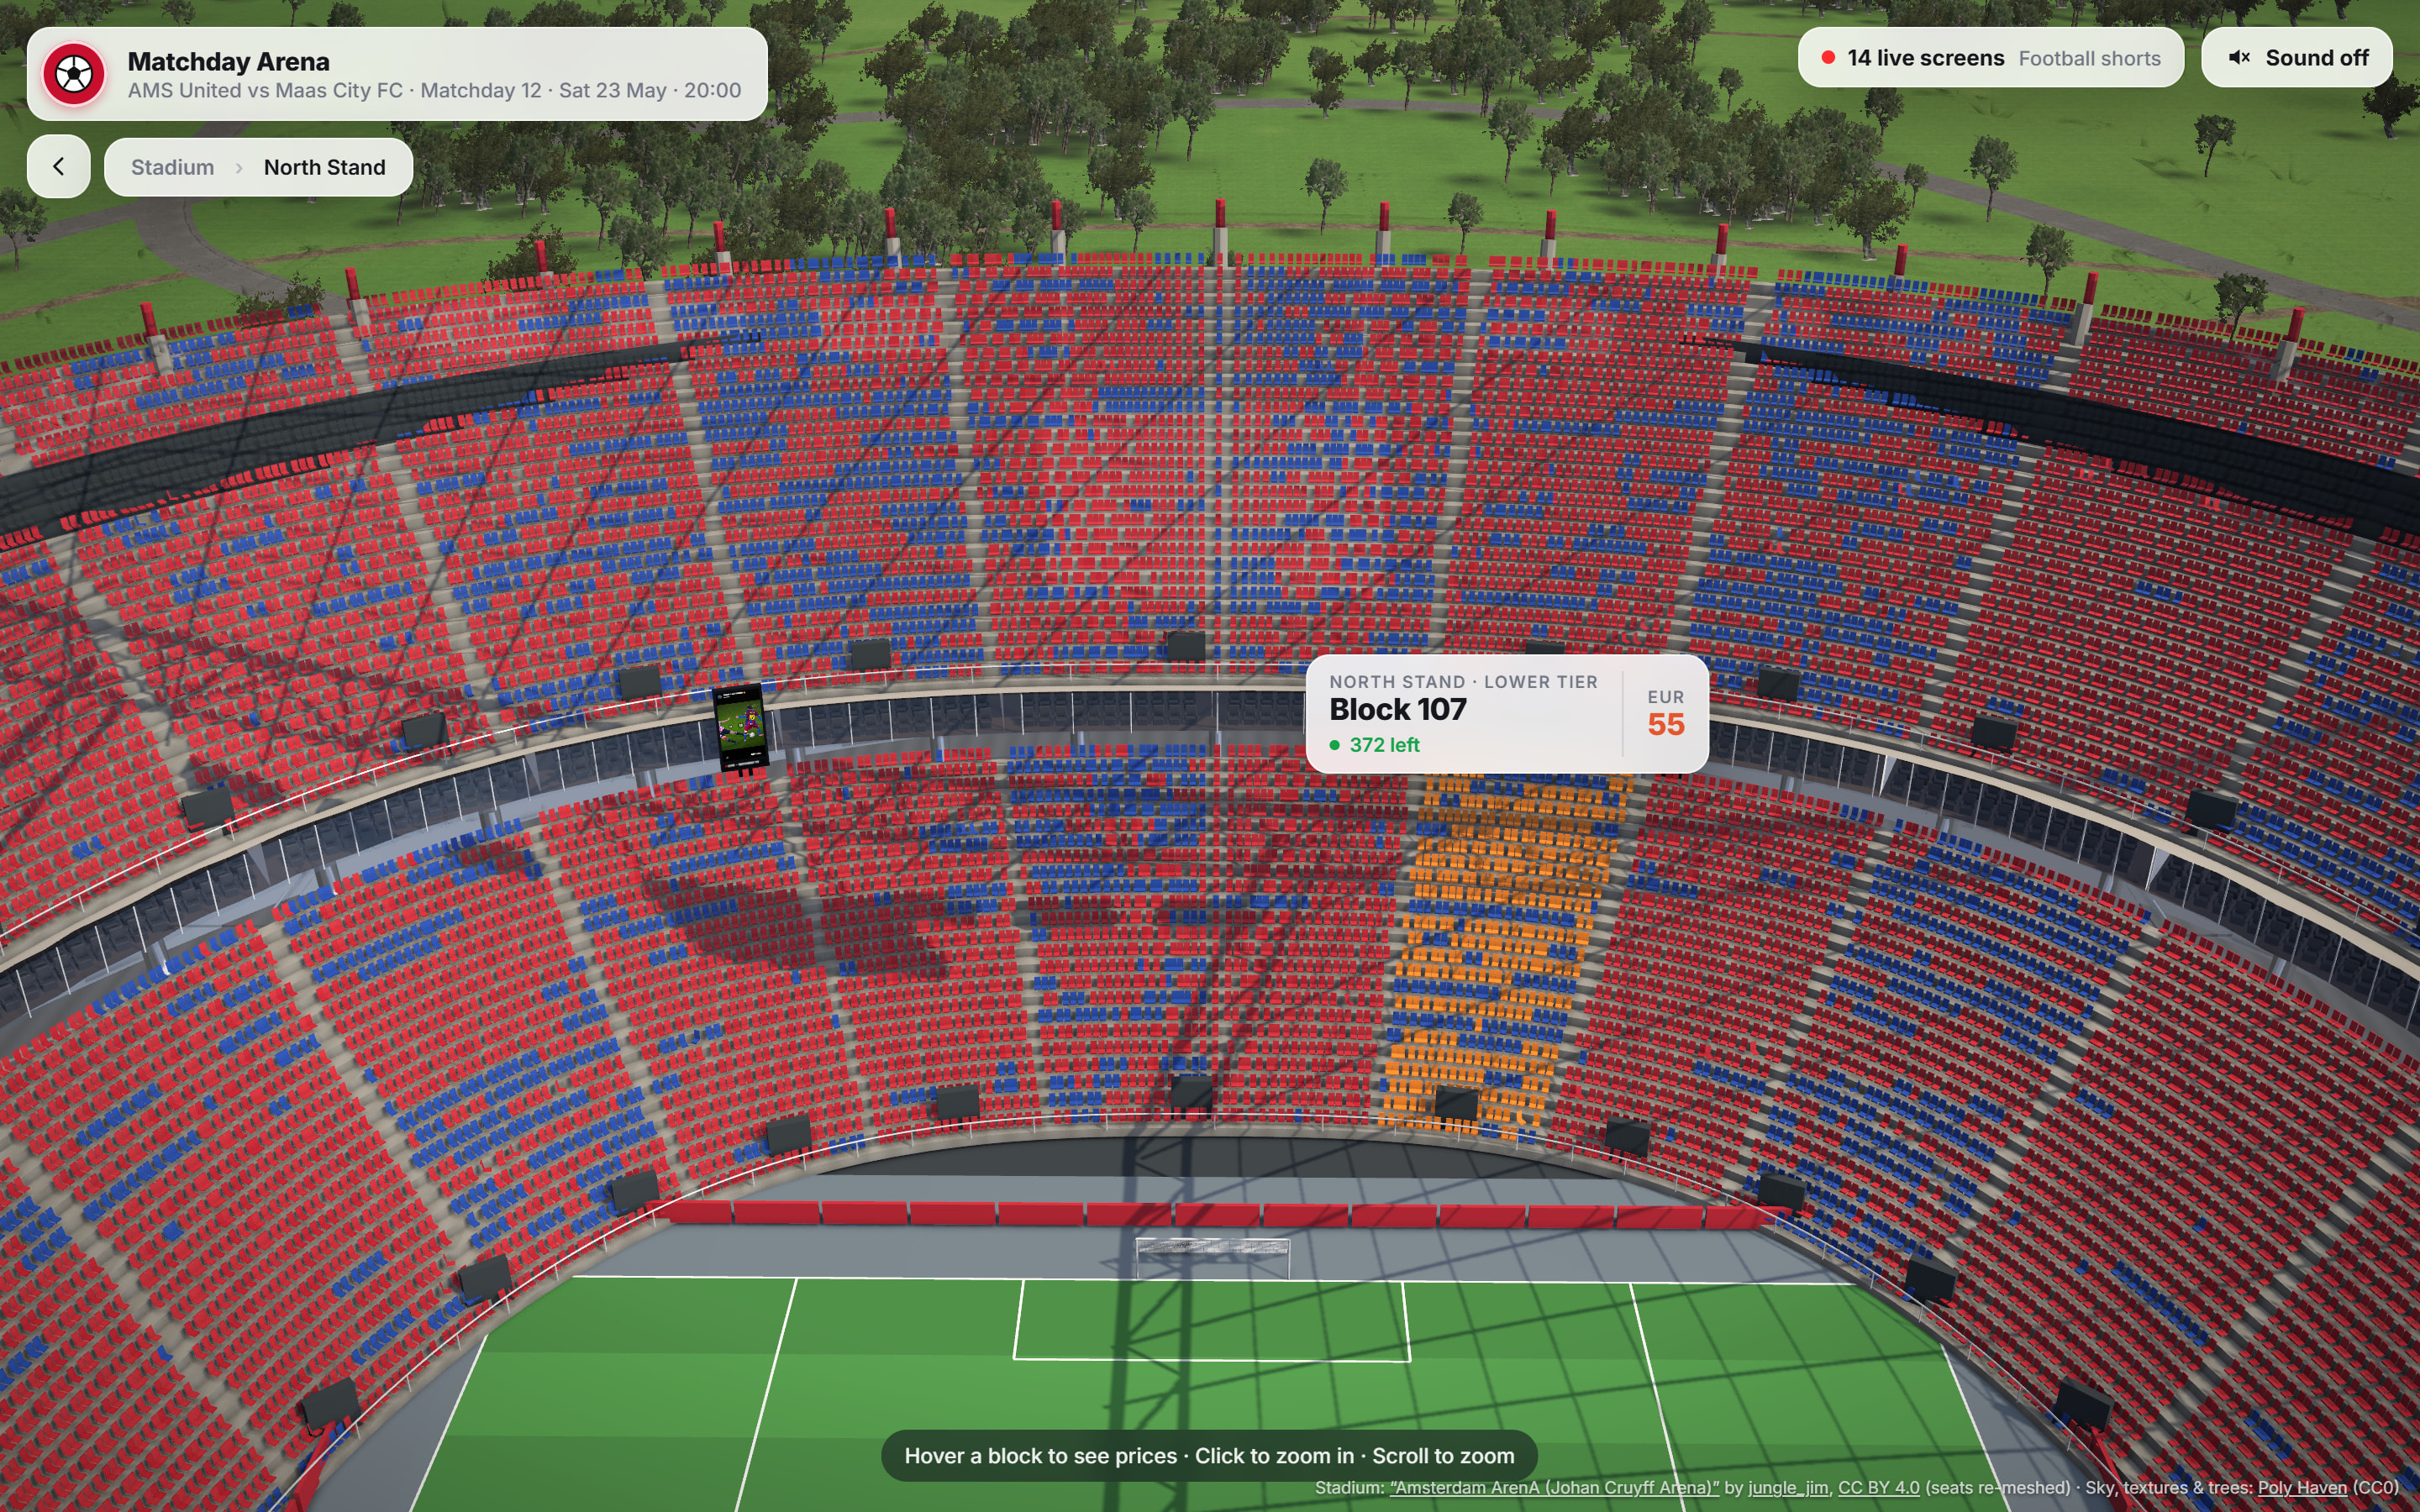 Matchday Arena
AMS United vs Maas City FC · Matchday 12 · Sat 23 May · 20:00
14 live screens Football shorts
Sound off
Stadium › North Stand
NORTH STAND · LOWER TIER
Block 107
372 left
EUR
55
Hover a block to see prices · Click to zoom in · Scroll to zoom
Stadium: “Amsterdam ArenA (Johan Cruyff Arena)” by jungle_jim, CC BY 4.0 (seats re-meshed) · Sky, textures & trees: Poly Haven (CC0)